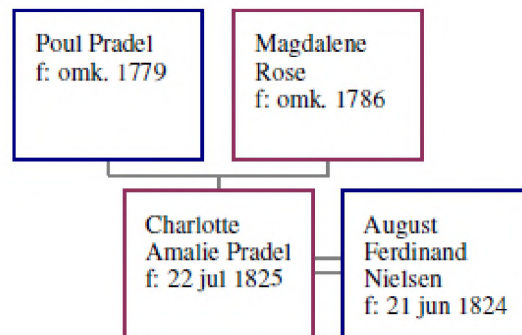 Poul Pradel
f: omk. 1779
Magdalene
Rose
f: omk. 1786
Charlotte
Amalie Pradel
f: 22 jul 1825
August
Ferdinand
Nielsen
f: 21 jun 1824